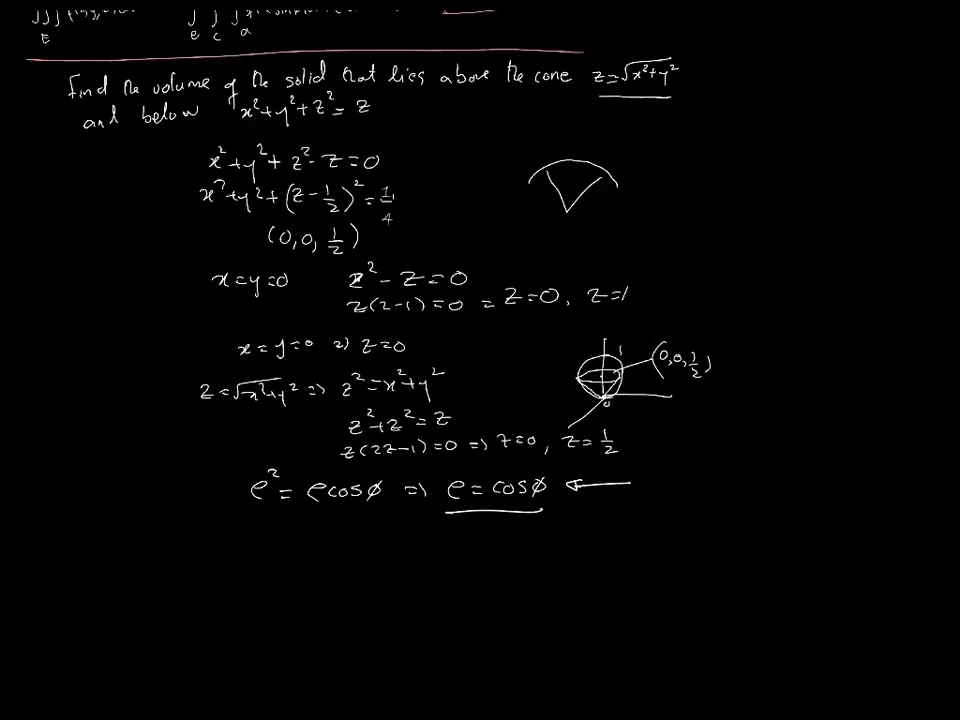 E e c a
Find the volume of the solid that lies above the cone z=√x²+y²
and below x²+y²+z²=z
x²+y²+z²-z=0
x²+y²+(z-1/2)²=1/4
(0,0,1/2)
x=y=0 z²-z=0
z(z-1)=0 = z=0, z=1
x=y=0 => z=0
1 (0,0,1/2)
0
z=√x²+y² => z²=x²+y²
z²+z²=z
z(2z-1)=0 => z=0, z=1/2
ρ²=ρcosϕ => ρ=cosϕ